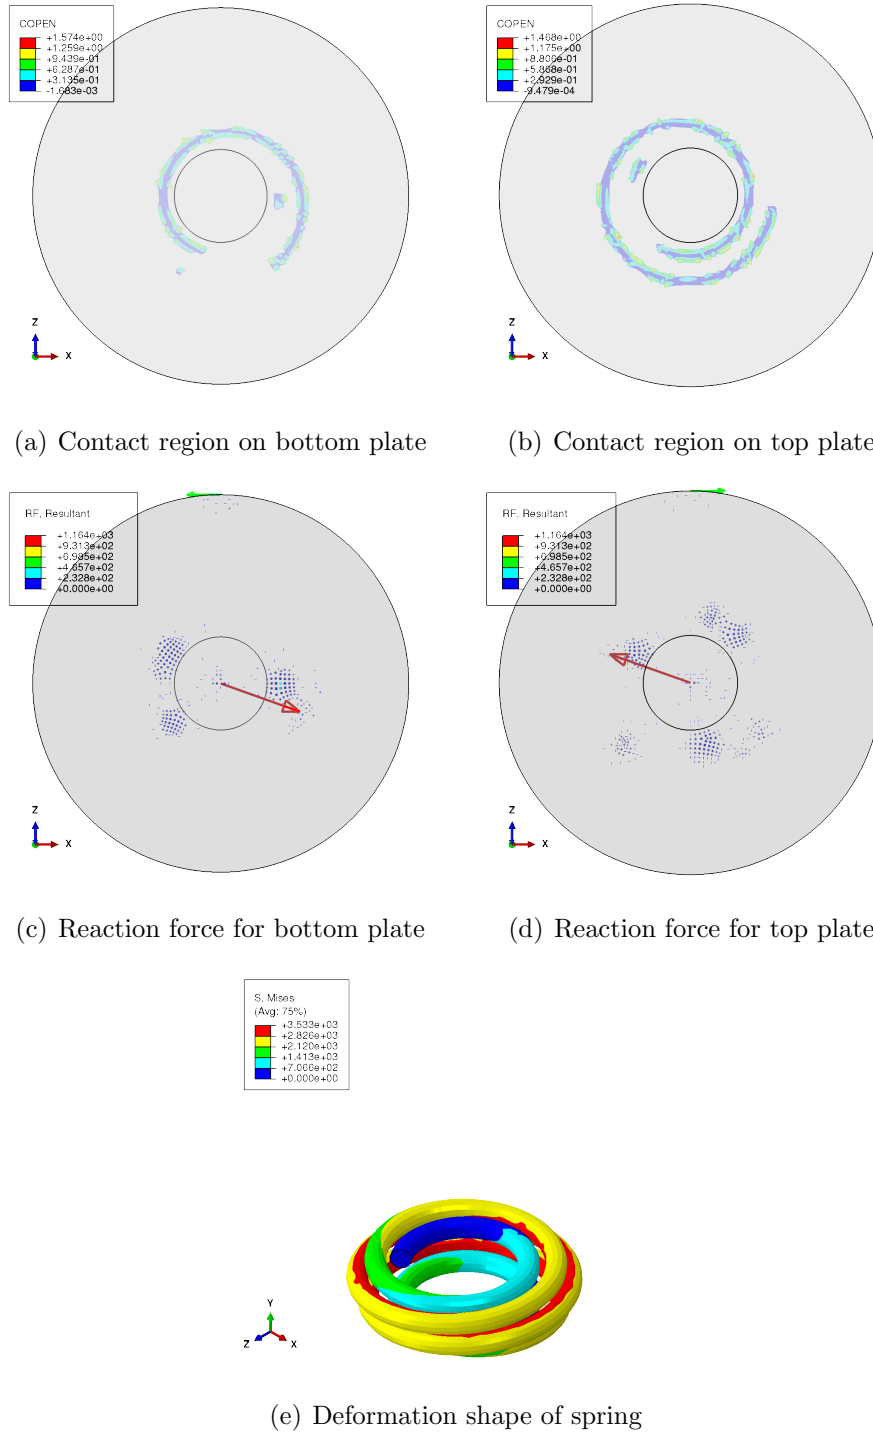 COPEN
+1.574e+00
+1.259e+00
+9.439e-01
+6.287e-01
+3.135e-01
-1.683e-03
Z
X
(a) Contact region on bottom plate
COPEN
+1.468e+00
+1.175e+00
+8.806e-01
+5.868e-01
+2.929e-01
-9.479e-04
Z
X
(b) Contact region on top plate
RF, Resultant
+1.164e+03
+9.313e+02
+6.985e+02
+4.657e+02
+2.328e+02
+0.000e+00
Z
X
(c) Reaction force for bottom plate
RF, Resultant
+1.164e+03
+9.313e+02
+6.985e+02
+4.657e+02
+2.328e+02
+0.000e+00
Z
X
(d) Reaction force for top plate
S, Mises
(Avg: 75%)
+3.533e+03
+2.826e+03
+2.120e+03
+1.413e+03
+7.066e+02
+0.000e+00
Y
Z
X
(e) Deformation shape of spring